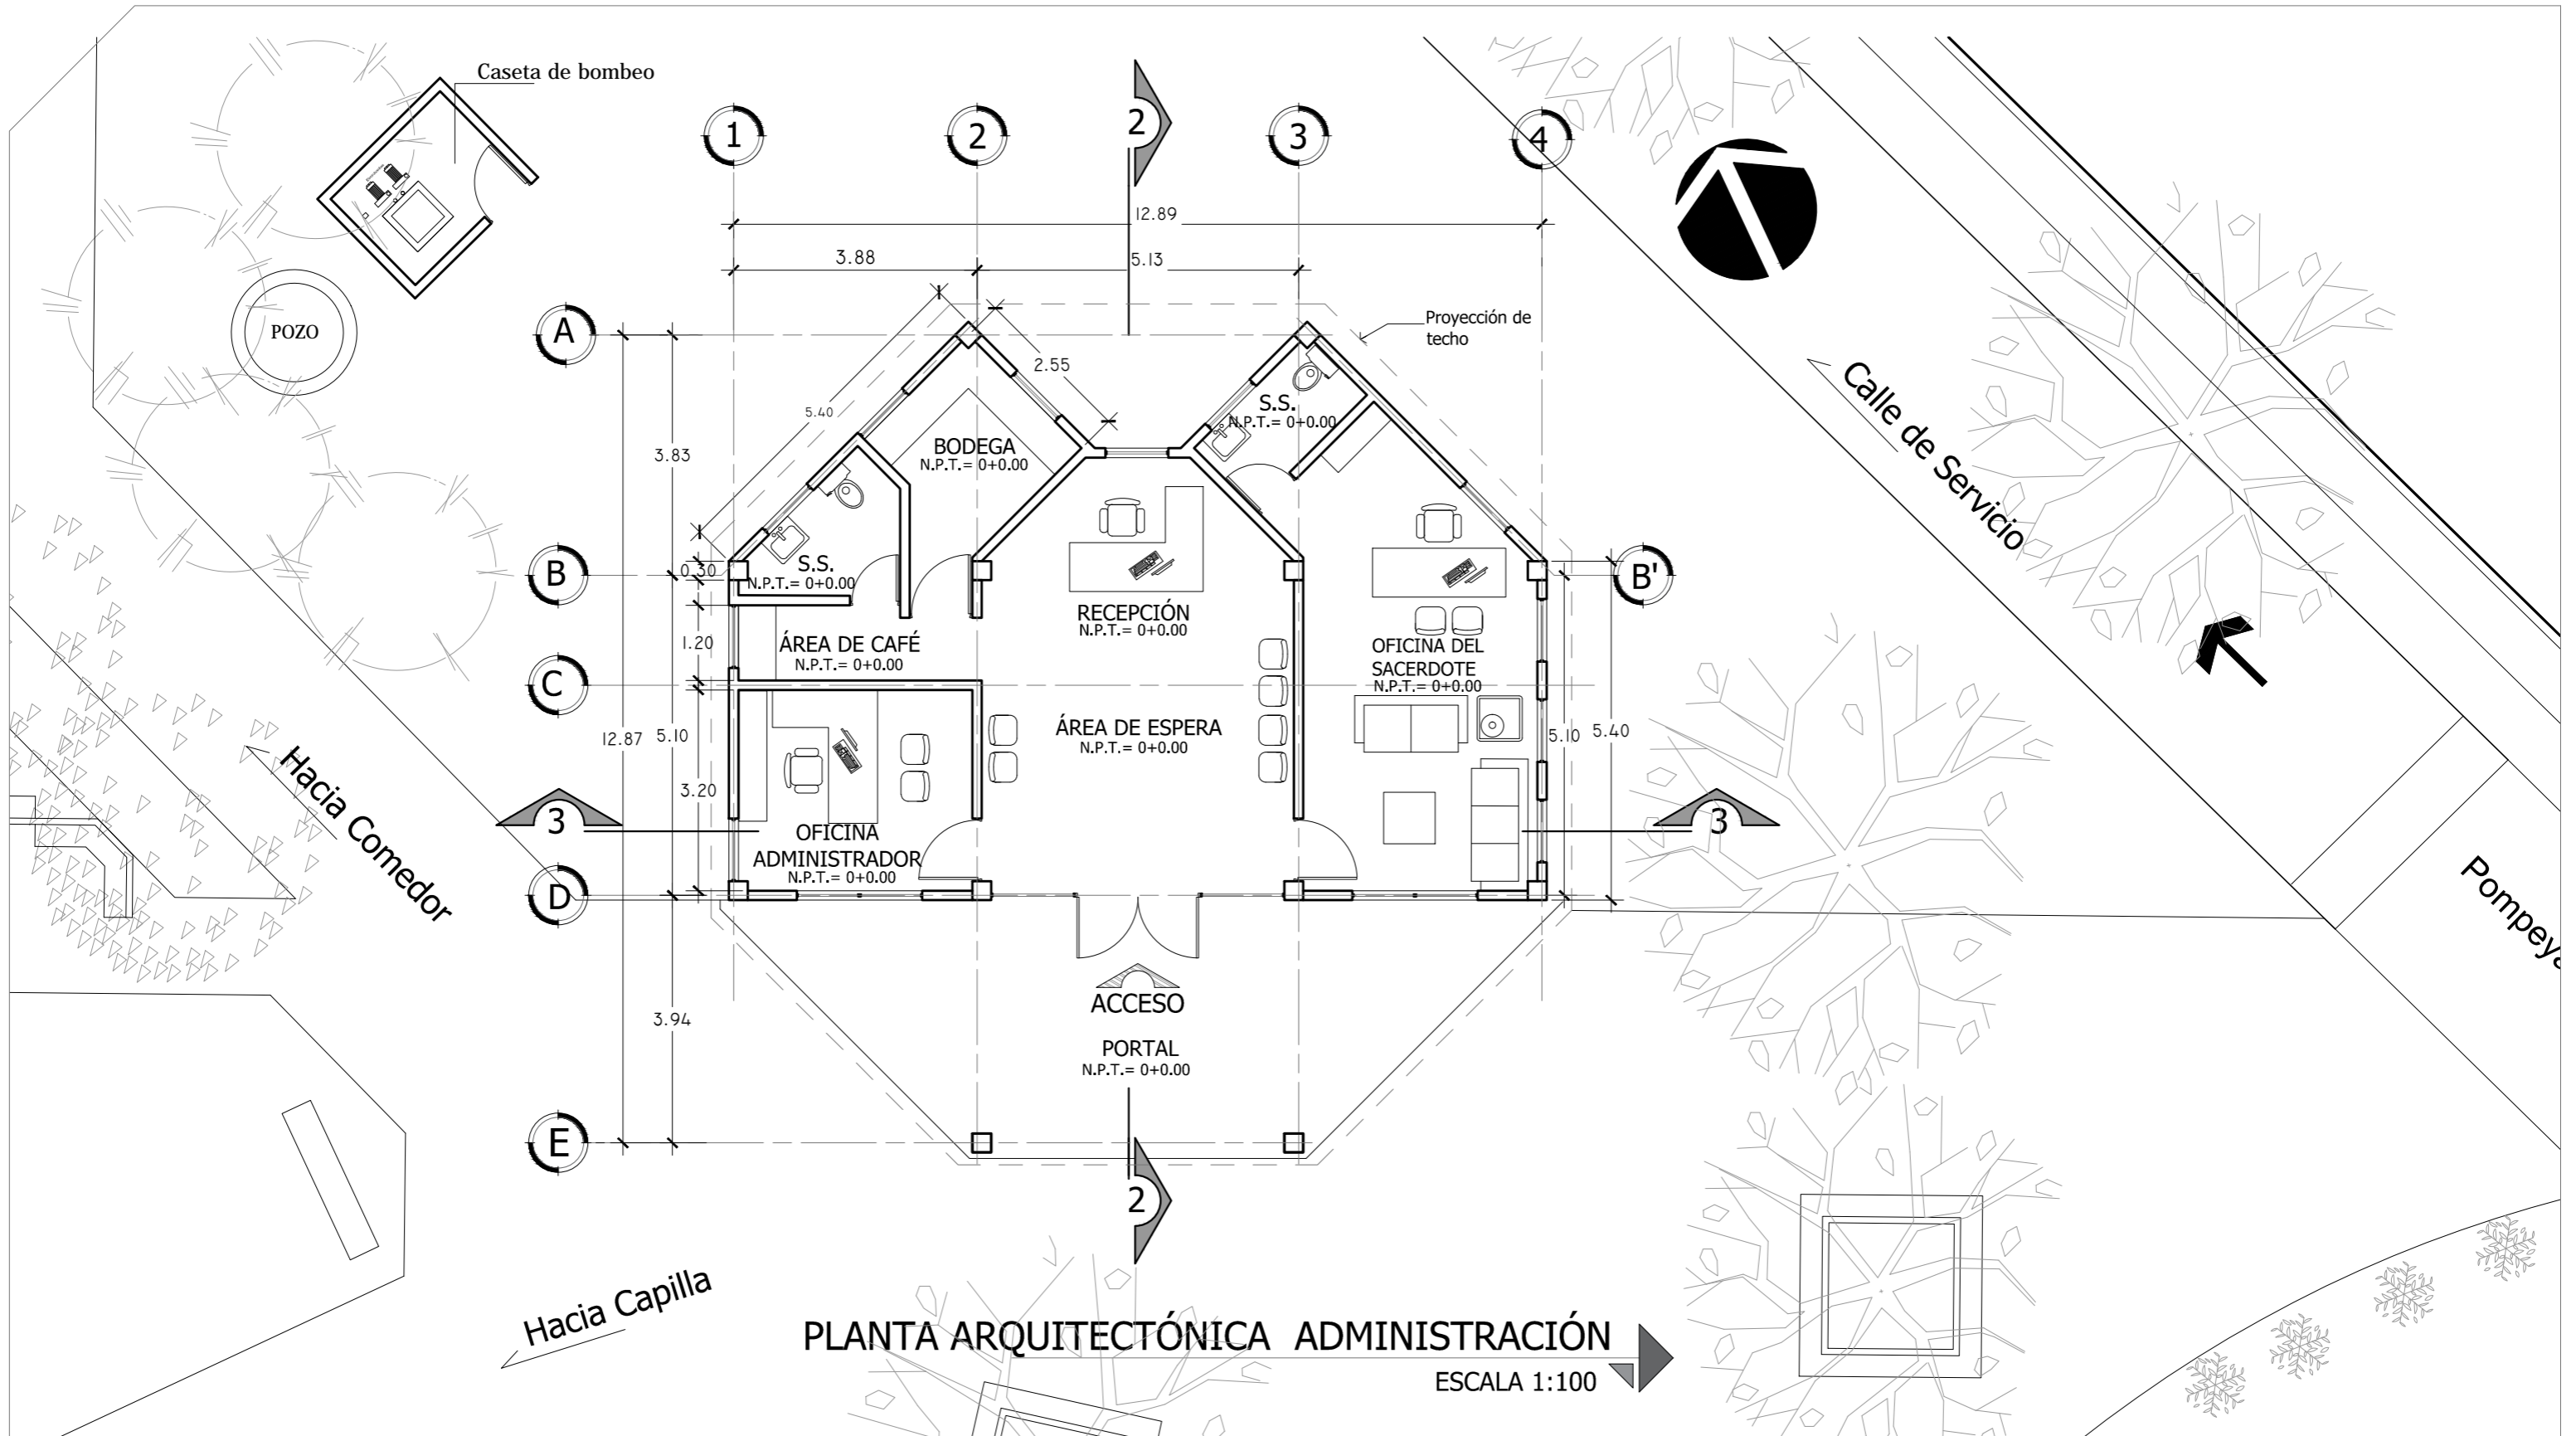 Caseta de bombeo
1
2
2
3
4
12.89
3.88
5.13
A
POZO
Proyección de
techo
2.55
5.40
S.S.
N.P.T.= 0+0.00
Calle de Servicio
3.83
BODEGA
N.P.T.= 0+0.00
B
0.30
S.S.
N.P.T.= 0+0.00
B'
RECEPCIÓN
N.P.T.= 0+0.00
1.20
ÁREA DE CAFÉ
N.P.T.= 0+0.00
OFICINA DEL
SACERDOTE
N.P.T.= 0+0.00
C
12.87
5.10
ÁREA DE ESPERA
N.P.T.= 0+0.00
5.10
5.40
Hacia Comedor
3.20
3
OFICINA
ADMINISTRADOR
N.P.T.= 0+0.00
3
D
Pompeya
ACCESO
3.94
PORTAL
N.P.T.= 0+0.00
E
2
Hacia Capilla
PLANTA ARQUITECTÓNICA ADMINISTRACIÓN
ESCALA 1:100